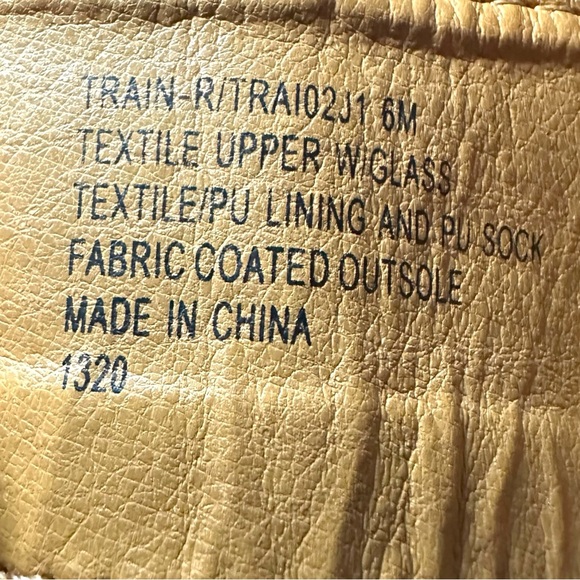 TRAIN-R/TRAI02J1 6M
TEXTILE UPPER W/GLASS
TEXTILE/PU LINING AND PU SOCK
FABRIC COATED OUTSOLE
MADE IN CHINA
1320